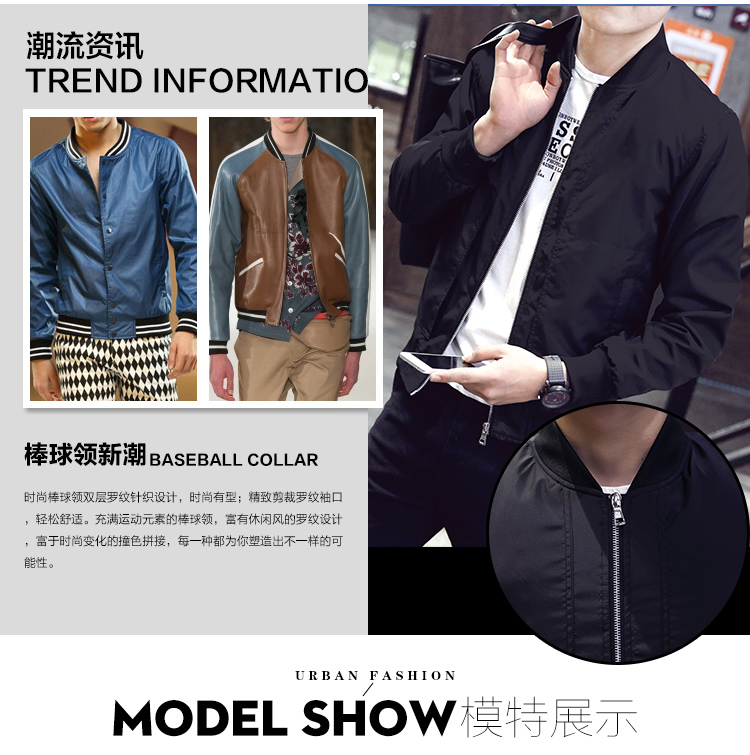 潮流资讯
TREND INFORMATIO
棒球领新潮 BASEBALL COLLAR
时尚棒球领双层罗纹针织设计，时尚有型；精致剪裁罗纹袖口
，轻松舒适。充满运动元素的棒球领，富有休闲风的罗纹设计
，富于时尚变化的撞色拼接，每一种都为你塑造出不一样的可
能性。
URBAN FASHION
MODEL SHOW模特展示